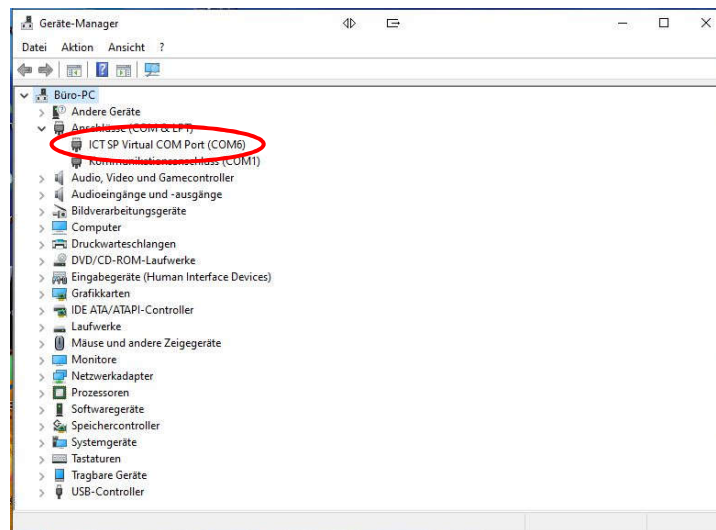 Geräte-Manager
Datei Aktion Ansicht ?
Büro-PC
Andere Geräte
Anschlüsse (COM & LPT)
ICT SP Virtual COM Port (COM6)
Kommunikationsanschluss (COM1)
Audio, Video und Gamecontroller
Audioeingänge und -ausgänge
Bildverarbeitungsgeräte
Computer
Druckwarteschlangen
DVD/CD-ROM-Laufwerke
Eingabegeräte (Human Interface Devices)
Grafikkarten
IDE ATA/ATAPI-Controller
Laufwerke
Mäuse und andere Zeigegeräte
Monitore
Netzwerkadapter
Prozessoren
Softwaregeräte
Speichercontroller
Systemgeräte
Tastaturen
Tragbare Geräte
USB-Controller